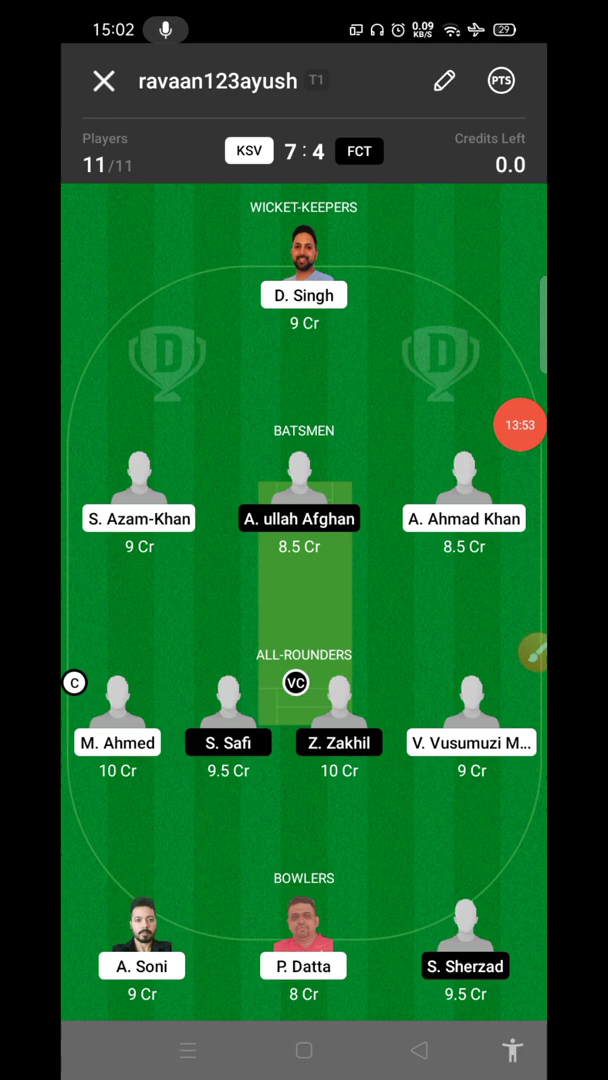 15:02
0.09
KB/S
29
ravaan123ayush T1
PTS
Players
Credits Left
11/11
KSV 7 : 4 FCT
0.0
WICKET-KEEPERS
D. Singh
9 Cr
D
D
BATSMEN
13:53
S. Azam-Khan
A. ullah Afghan
A. Ahmad Khan
9 Cr
8.5 Cr
8.5 Cr
ALL-ROUNDERS
C
VC
M. Ahmed
S. Safi
Z. Zakhil
V. Vusumuzi M...
10 Cr
9.5 Cr
10 Cr
9 Cr
BOWLERS
A. Soni
P. Datta
S. Sherzad
9 Cr
8 Cr
9.5 Cr